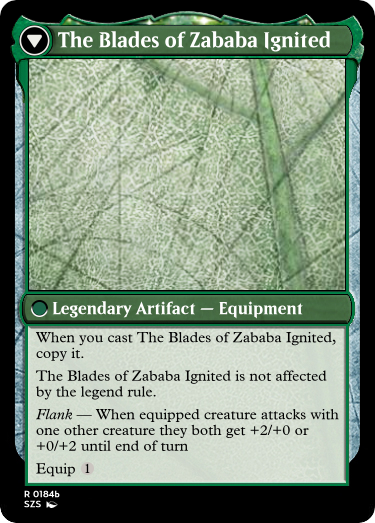 The Blades of Zababa Ignited
Legendary Artifact — Equipment
When you cast The Blades of Zababa Ignited,
copy it.
The Blades of Zababa Ignited is not affected
by the legend rule.
Flank — When equipped creature attacks with
one other creature they both get +2/+0 or
+0/+2 until end of turn
Equip 1
R 0184b
SZS